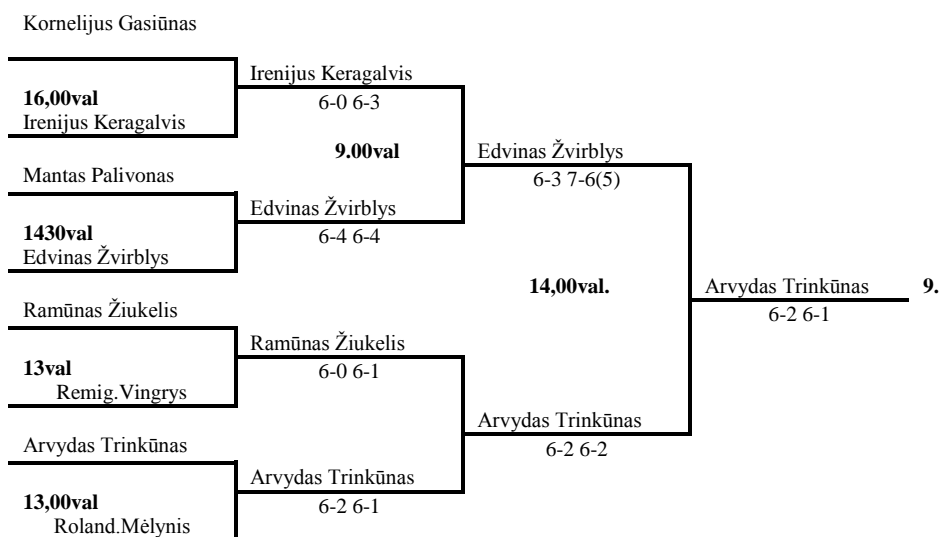 Kornelijus Gasiūnas
Irenijus Keragalvis
16,00val
6-0 6-3
Irenijus Keragalvis
9.00val
Edvinas Žvirblys
Mantas Palivonas
6-3 7-6(5)
Edvinas Žvirblys
1430val
6-4 6-4
Edvinas Žvirblys
14,00val.
Arvydas Trinkūnas
9.
Ramūnas Žiukelis
6-2 6-1
Ramūnas Žiukelis
13val
6-0 6-1
Remig.Vingrys
Arvydas Trinkūnas
Arvydas Trinkūnas
6-2 6-2
Arvydas Trinkūnas
13,00val
6-2 6-1
Roland.Mėlynis